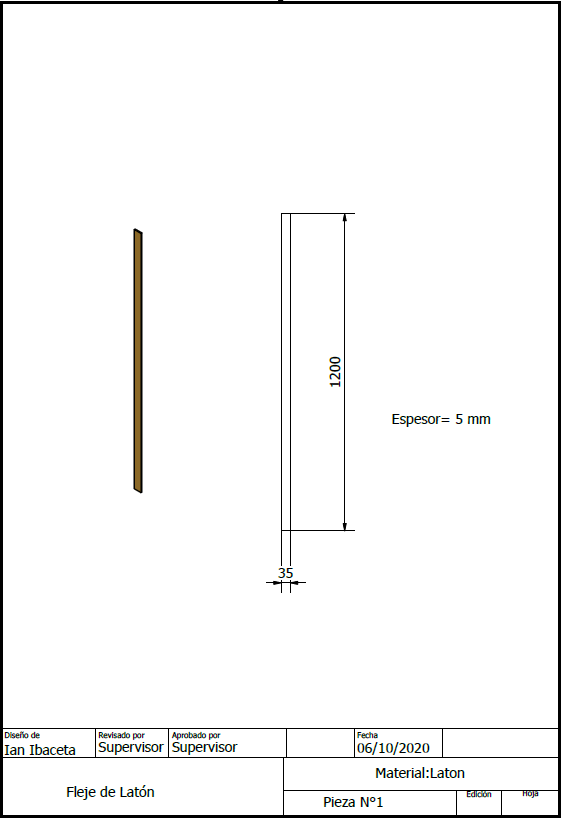 1200
Espesor= 5 mm
35
Diseño de
Ian Ibaceta
Revisado por
Supervisor
Aprobado por
Supervisor
Fecha
06/10/2020
Fleje de Latón
Material:Laton
Pieza N°1
Edición
Hoja